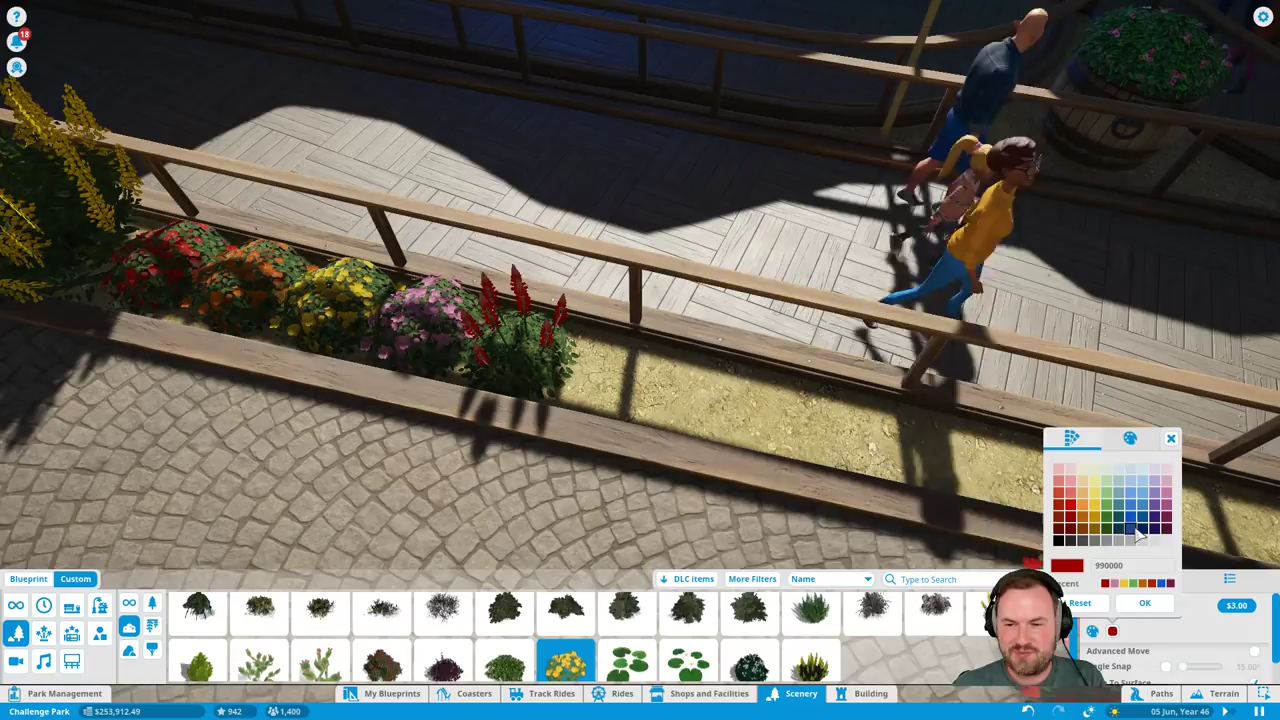 18
990000
Reset
OK
Blueprint
Custom
DLC items
More Filters
Name
Type to Search
$3.00
Advanced Move
15.00°
Park Management
My Blueprints
Coasters
Track Rides
Rides
Shops and Facilities
Scenery
Building
Paths
Terrain
Challenge Park
$253,912.49
942
1,400
05 Jun, Year 46